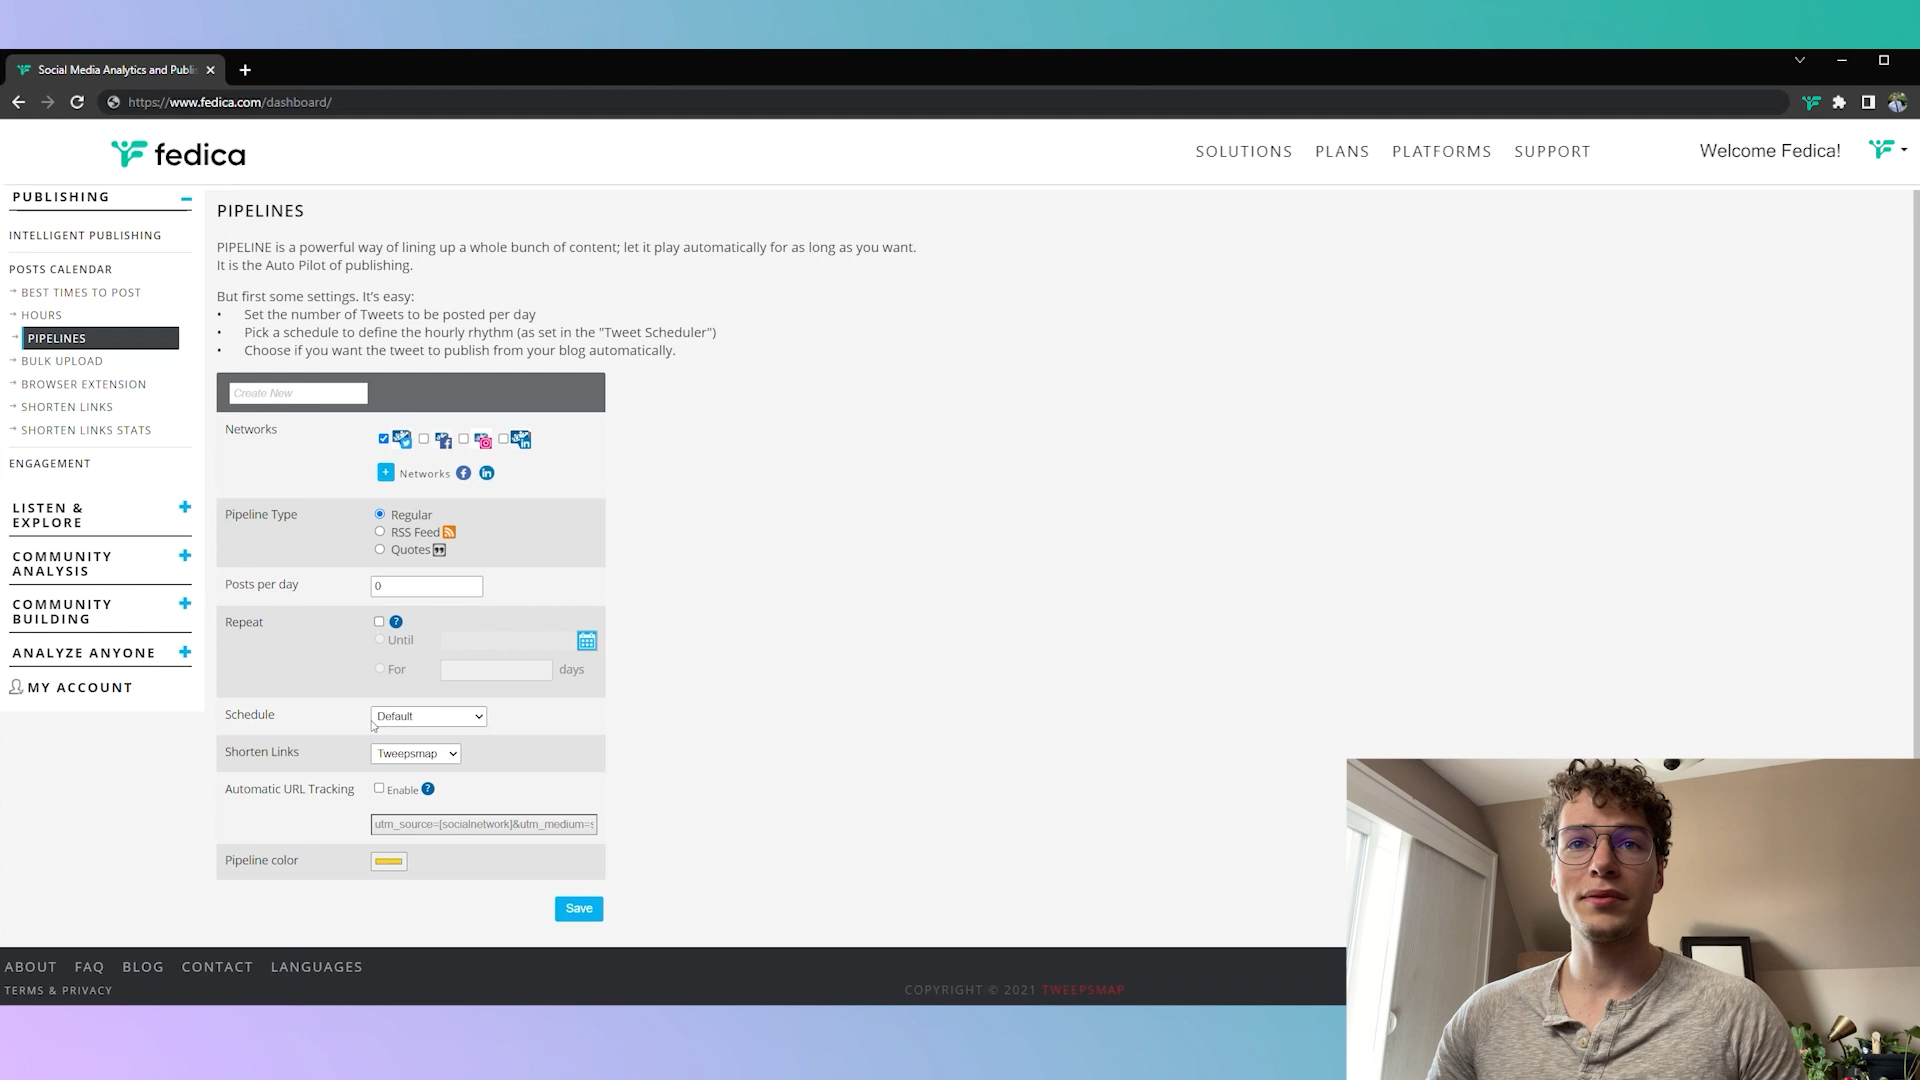 Social Media Analytics and Publi
https://www.fedica.com/dashboard/
fedica
SOLUTIONS PLANS PLATFORMS SUPPORT
Welcome Fedica!
PUBLISHING
INTELLIGENT PUBLISHING
POSTS CALENDAR
BEST TIMES TO POST
HOURS
PIPELINES
BULK UPLOAD
BROWSER EXTENSION
SHORTEN LINKS
SHORTEN LINKS STATS
ENGAGEMENT
LISTEN &
EXPLORE
COMMUNITY
ANALYSIS
COMMUNITY
BUILDING
ANALYZE ANYONE
MY ACCOUNT
PIPELINES
PIPELINE is a powerful way of lining up a whole bunch of content; let it play automatically for as long as you want.
It is the Auto Pilot of publishing.
But first some settings. It's easy:
• Set the number of Tweets to be posted per day
• Pick a schedule to define the hourly rhythm (as set in the "Tweet Scheduler")
• Choose if you want the tweet to publish from your blog automatically.
Create New
Networks
+ Networks
Pipeline Type
Regular
RSS Feed
Quotes
Posts per day
0
Repeat
?
Until
For
days
Schedule
Default
Shorten Links
Tweepsmap
Automatic URL Tracking
Enable ?
utm_source=[socialnetwork]&utm_medium=s
Pipeline color
Save
ABOUT FAQ BLOG CONTACT LANGUAGES
TERMS & PRIVACY
COPYRIGHT © 2021 TWEEPSMAP